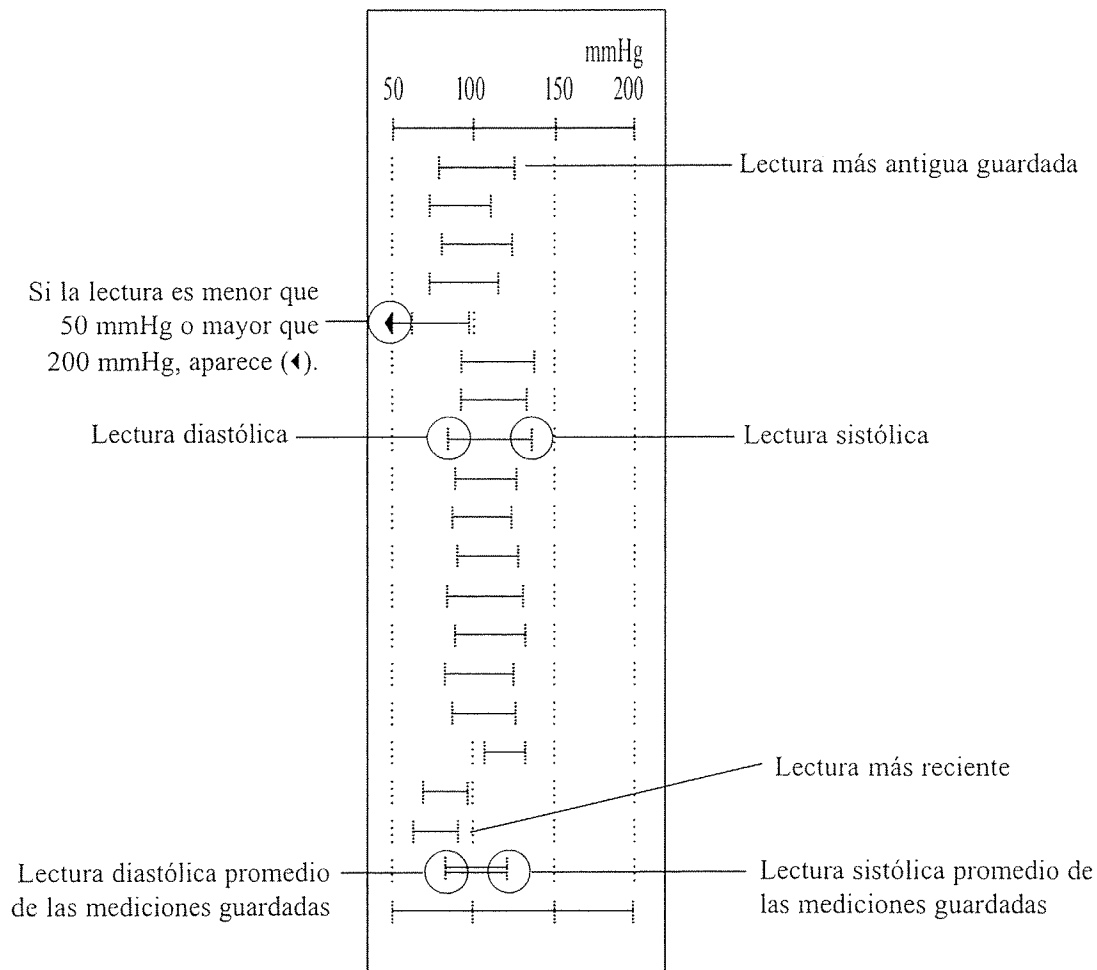 mmHg
50 100 150 200
Lectura más antigua guardada
Si la lectura es menor que
50 mmHg o mayor que
200 mmHg, aparece (◀).
Lectura diastólica
Lectura sistólica
Lectura más reciente
Lectura diastólica promedio
de las mediciones guardadas
Lectura sistólica promedio de
las mediciones guardadas